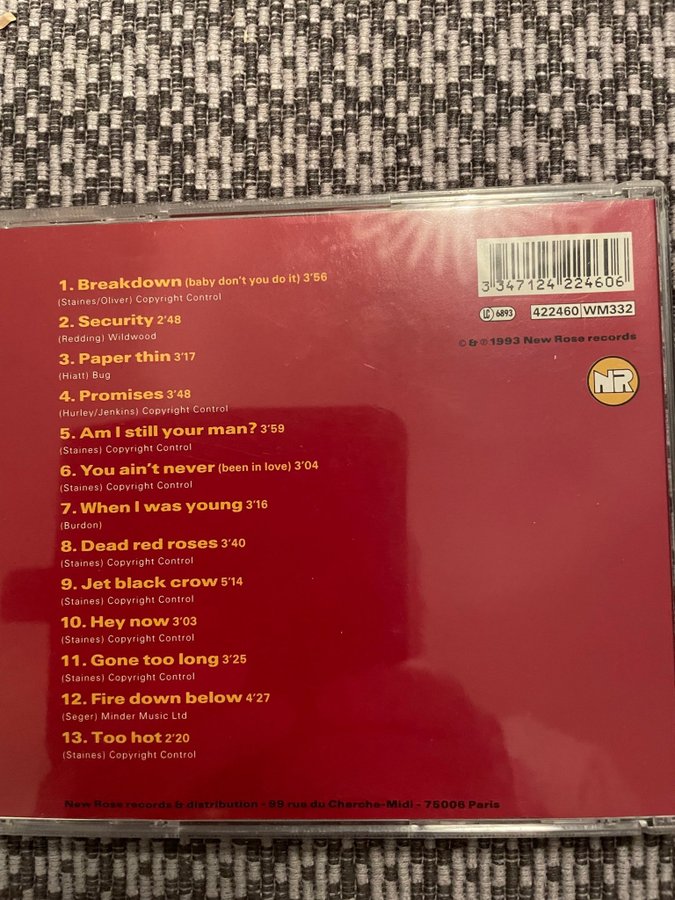 1. Breakdown (baby don't you do it) 3'56
(Staines/Oliver) Copyright Control
2. Security 2'48
(Redding) Wildwood
3. Paper thin 3'17
(Hiatt) Bug
4. Promises 3'48
(Hurley/Jenkins) Copyright Control
5. Am I still your man? 3'59
(Staines) Copyright Control
6. You ain't never (been in love) 3'04
(Staines) Copyright Control
7. When I was young 3'16
(Burdon)
8. Dead red roses 3'40
(Staines) Copyright Control
9. Jet black crow 5'14
(Staines) Copyright Control
10. Hey now 3'03
(Staines) Copyright Control
11. Gone too long 3'25
(Staines) Copyright Control
12. Fire down below 4'27
(Seger) Minder Music Ltd
13. Too hot 2'20
(Staines) Copyright Control
3 347124 224606
LC 6893 422460 WM332
© & ℗ 1993 New Rose records
NR
New Rose records & distribution - 99 rue du Cherche-Midi - 75006 Paris